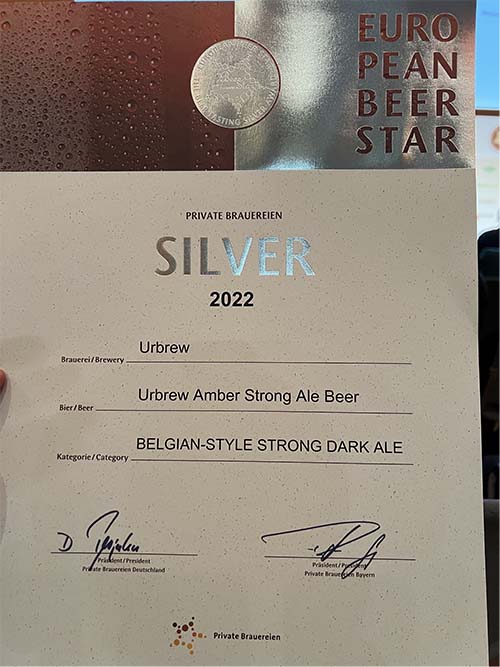 EURO
PEAN
BEER
STAR
PRIVATE BRAUEREIEN
SILVER
2022
Brauerei/Brewery Urbrew
Bier/Beer Urbrew Amber Strong Ale Beer
Kategorie/Category BELGIAN-STYLE STRONG DARK ALE
Präsident/President
Private Brauereien Deutschland
Präsident/President
Private Brauereien Bayern
Private Brauereien